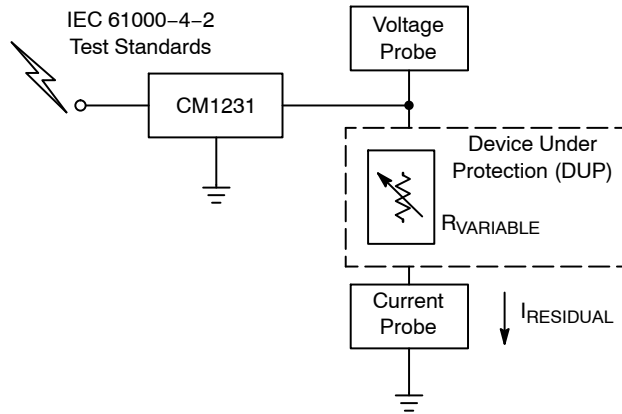 IEC 61000−4−2
Test Standards
Voltage
Probe
CM1231
Device Under
Protection (DUP)
RVARIABLE
Current
Probe
IRESIDUAL